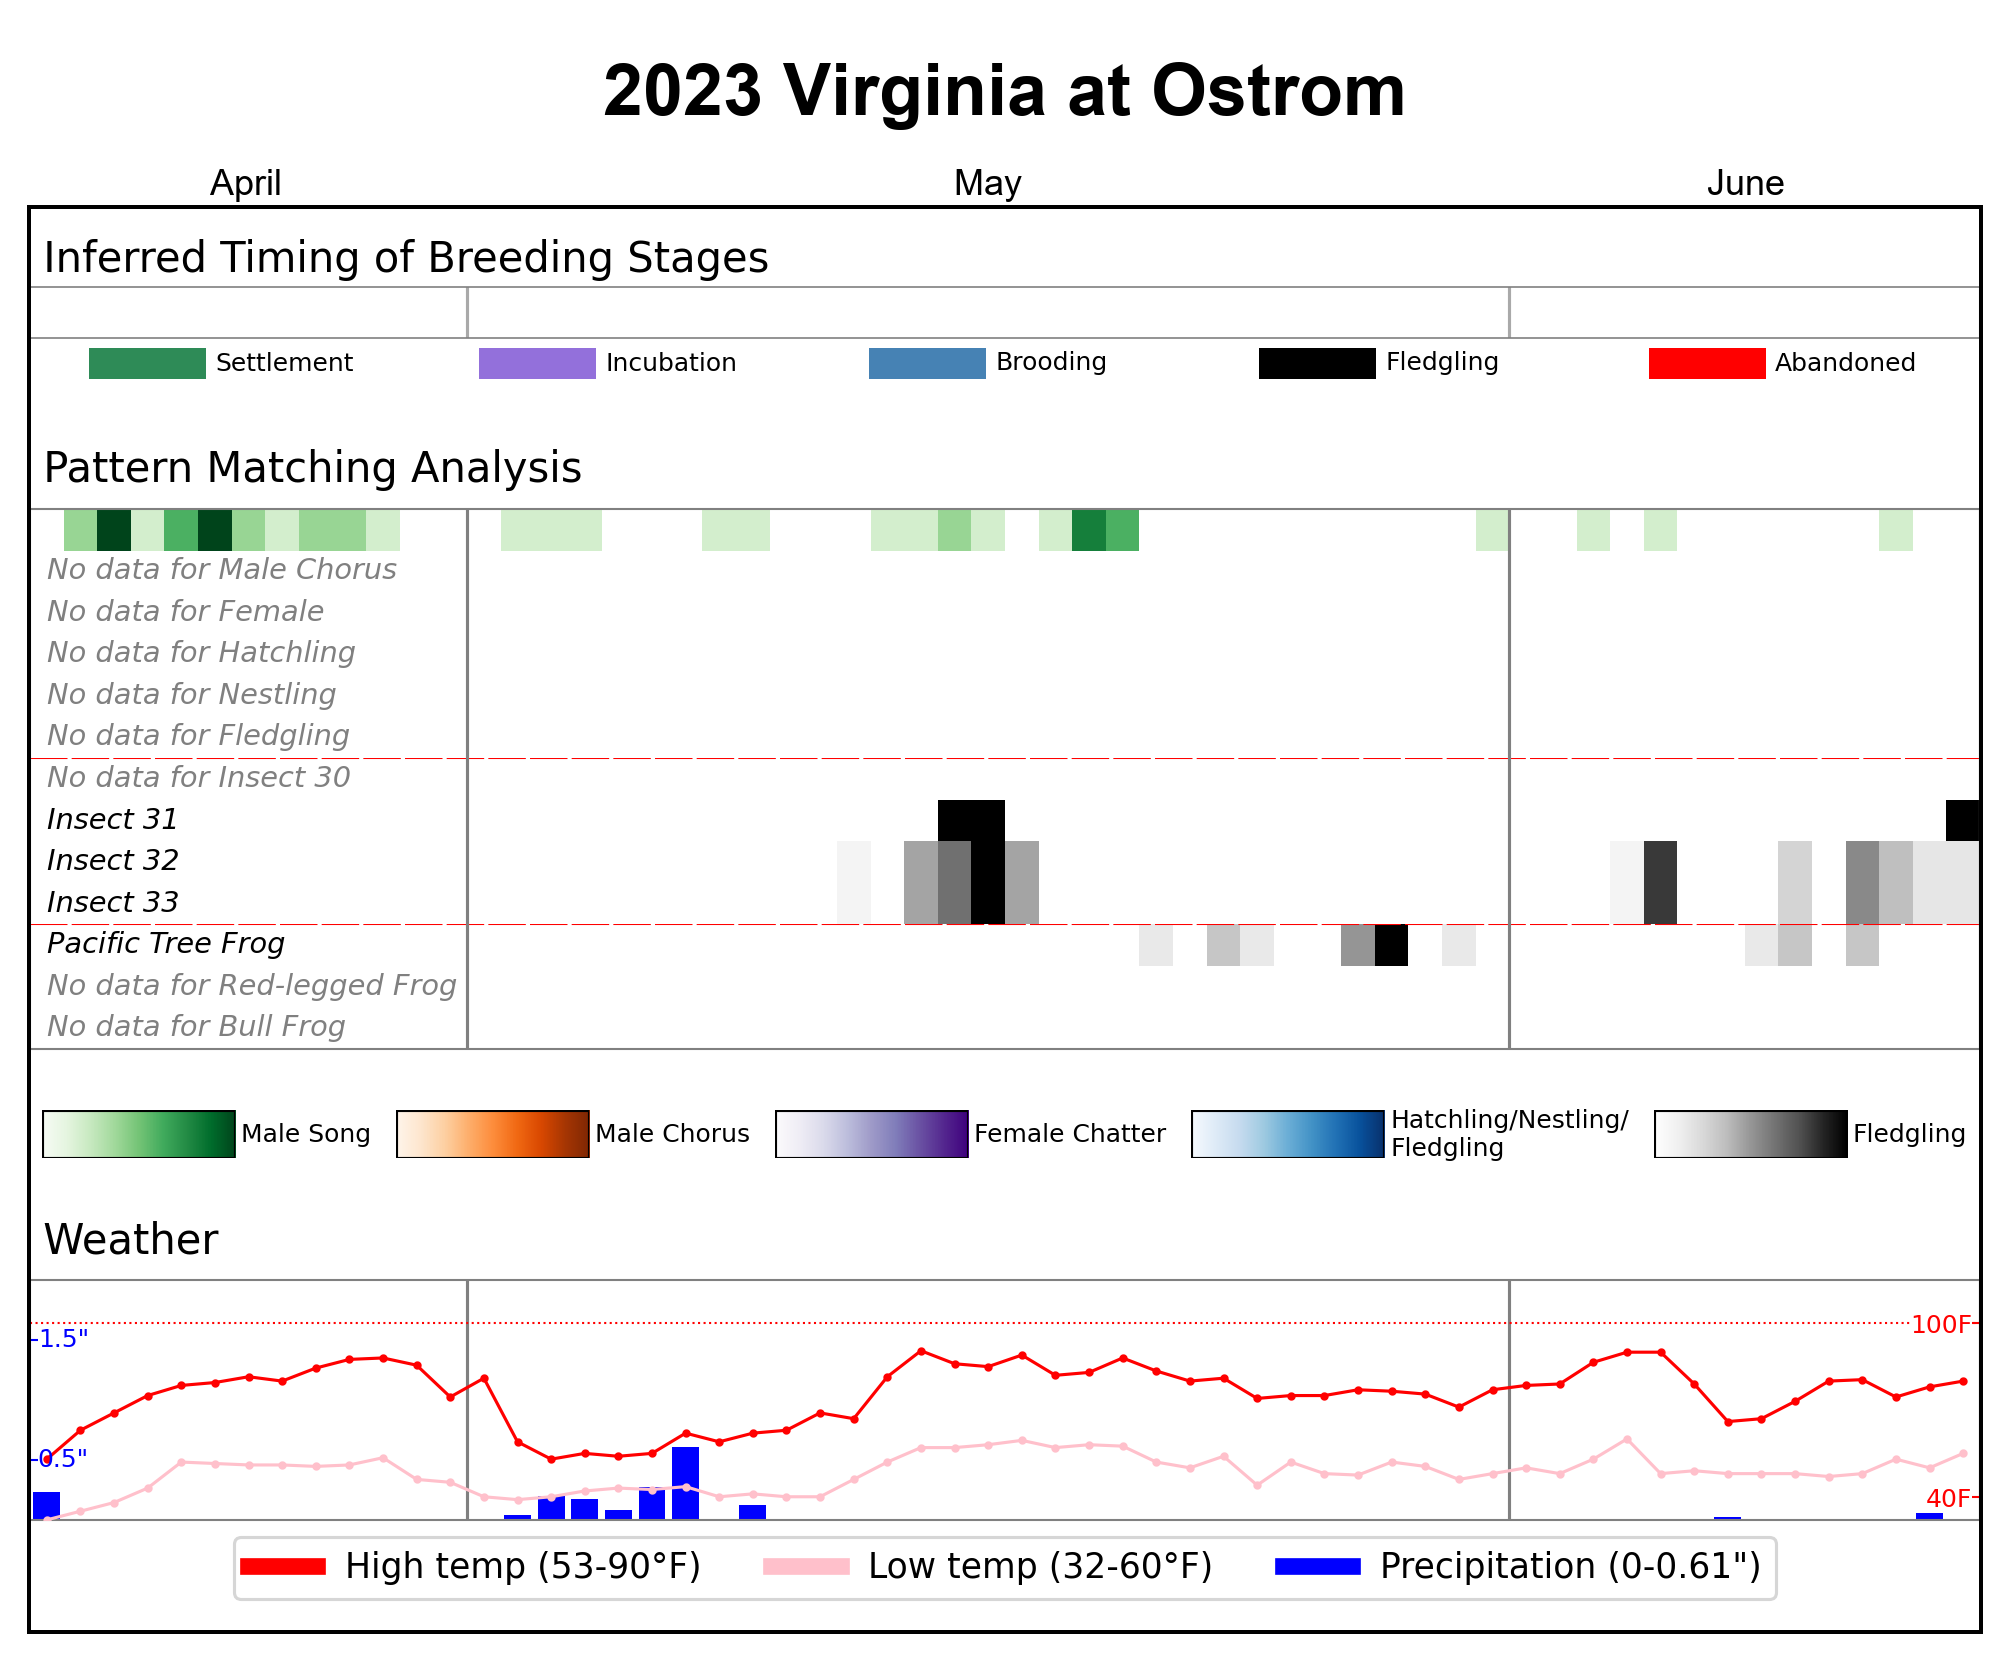 2023 Virginia at Ostrom
April May June
Inferred Timing of Breeding Stages
Settlement Incubation Brooding Fledgling Abandoned
Pattern Matching Analysis
No data for Male Chorus
No data for Female
No data for Hatchling
No data for Nestling
No data for Fledgling
No data for Insect 30
Insect 31
Insect 32
Insect 33
Pacific Tree Frog
No data for Red-legged Frog
No data for Bull Frog
Male Song Male Chorus Female Chatter Hatchling/Nestling/
Fledgling Fledgling
Weather
100F
1.5"
0.5"
40F
High temp (53-90°F) Low temp (32-60°F) Precipitation (0-0.61")